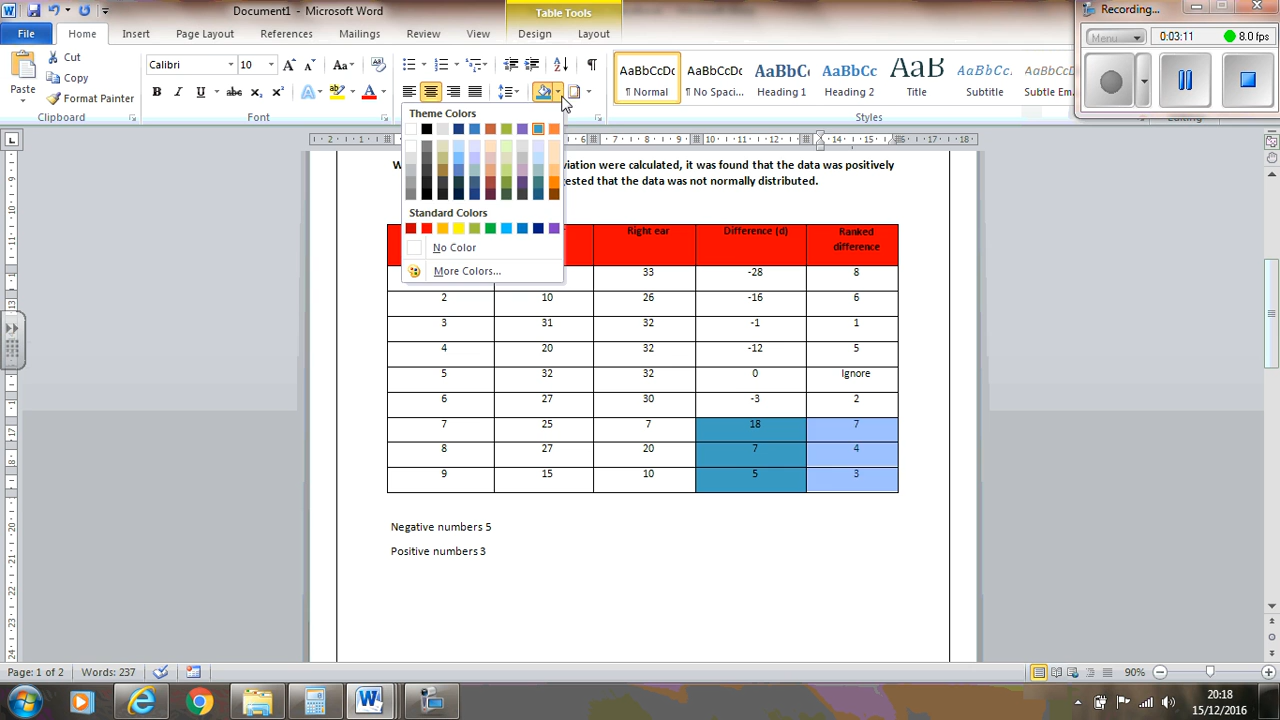 Document1 - Microsoft Word
Table Tools
Recording...
File Home Insert Page Layout References Mailings Review View Design Layout
Menu 0:03:11 8.0 fps
Cut
Copy
Format Painter
Paste
Calibri 10
Clipboard Font Styles Editing
AaBbCcDc AaBbCcDc AaBbC AaBbCc AaB AaBbCc. AaBbCcDc
¶ Normal ¶ No Spaci... Heading 1 Heading 2 Title Subtitle Subtle Em...
Theme Colors
Standard Colors
No Color
More Colors...
viation were calculated, it was found that the data was positively
gested that the data was not normally distributed.
Right ear Difference (d) Ranked difference
33 -28 8
2 10 26 -16 6
3 31 32 -1 1
4 20 32 -12 5
5 32 32 0 Ignore
6 27 30 -3 2
7 25 7 18 7
8 27 20 7 4
9 15 10 5 3
Negative numbers 5
Positive numbers 3
Page: 1 of 2 Words: 237 90%
20:18
15/12/2016